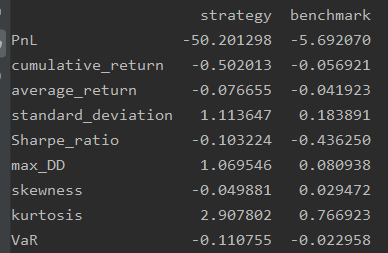 strategy benchmark
PnL -50.201298 -5.692070
cumulative_return -0.502013 -0.056921
average_return -0.076655 -0.041923
standard_deviation 1.113647 0.183891
Sharpe_ratio -0.103224 -0.436250
max_DD 1.069546 0.080938
skewness -0.049881 0.029472
kurtosis 2.907802 0.766923
VaR -0.110755 -0.022958